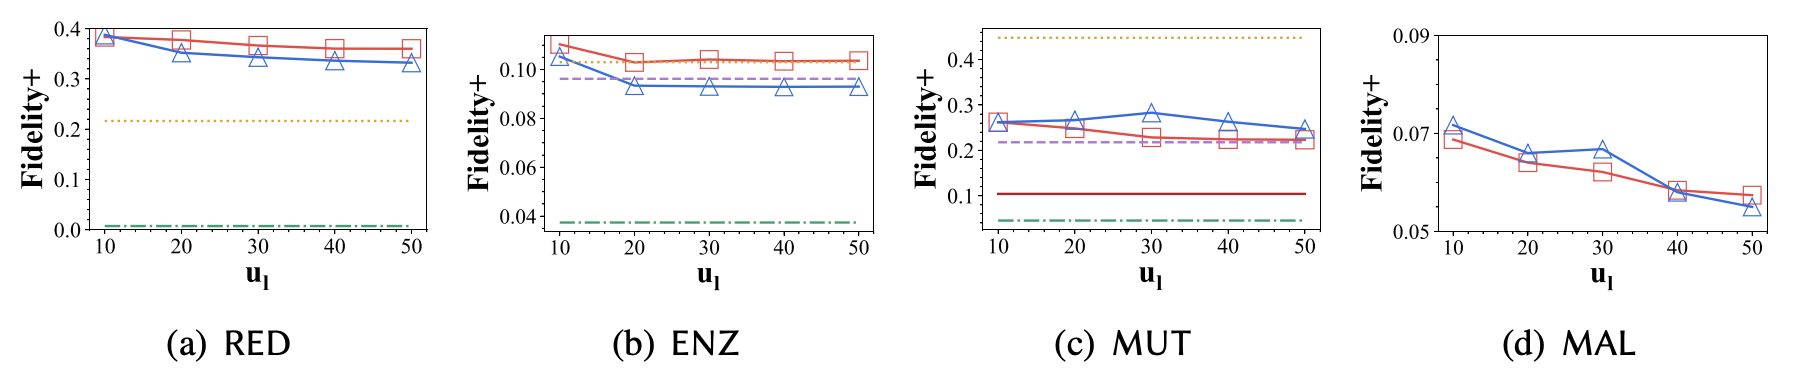 Fidelity+
0.4
0.3
0.2
0.1
0.0
10 20 30 40 50
u_l
(a) RED
Fidelity+
0.10
0.08
0.06
0.04
10 20 30 40 50
u_l
(b) ENZ
Fidelity+
0.4
0.3
0.2
0.1
10 20 30 40 50
u_l
(c) MUT
Fidelity+
0.09
0.07
0.05
10 20 30 40 50
u_l
(d) MAL